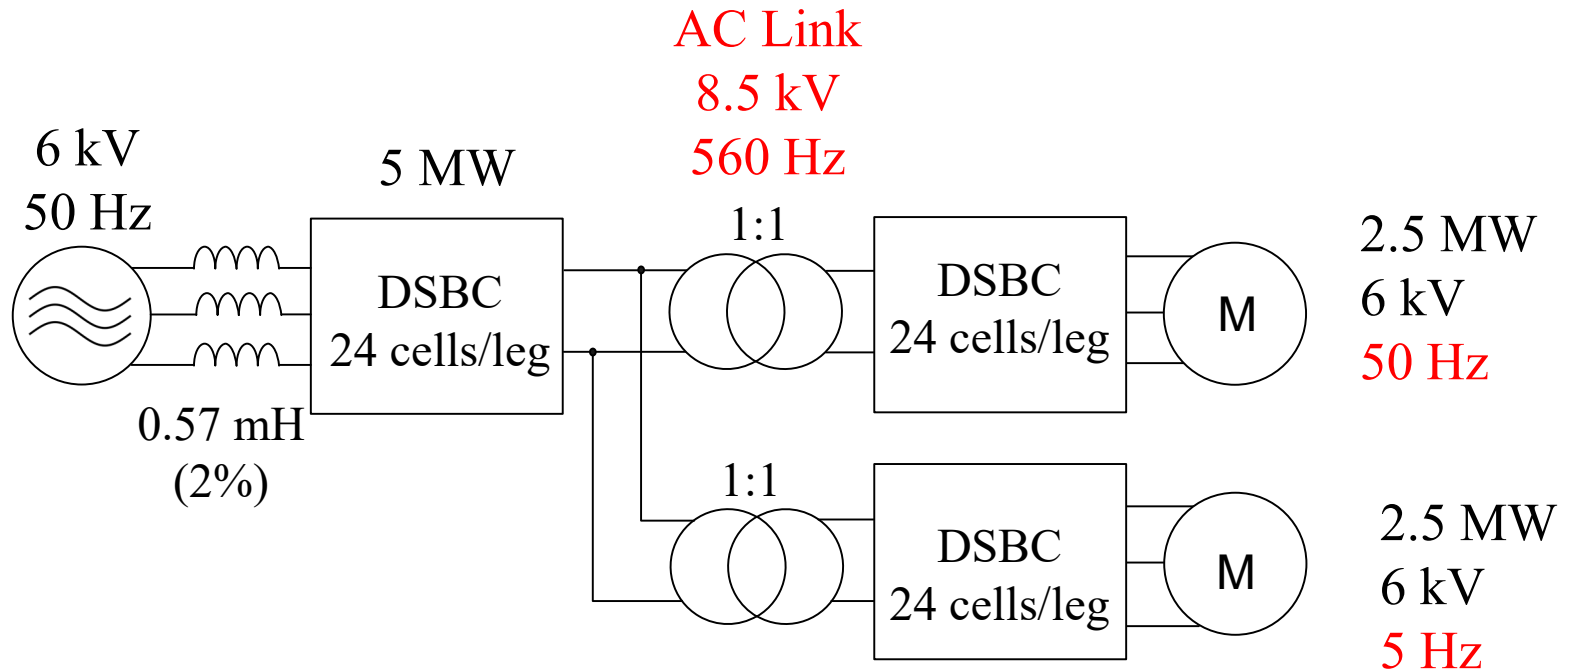 AC Link
8.5 kV
560 Hz
6 kV
50 Hz
5 MW
1:1
DSBC
24 cells/leg
DSBC
24 cells/leg
M
2.5 MW
6 kV
50 Hz
0.57 mH
(2%)
1:1
DSBC
24 cells/leg
M
2.5 MW
6 kV
5 Hz